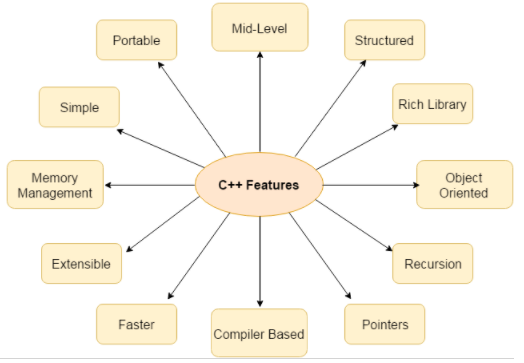 Mid-Level
Portable
Structured
Simple
Rich Library
Memory
Management
C++ Features
Object
Oriented
Extensible
Recursion
Faster
Compiler Based
Pointers